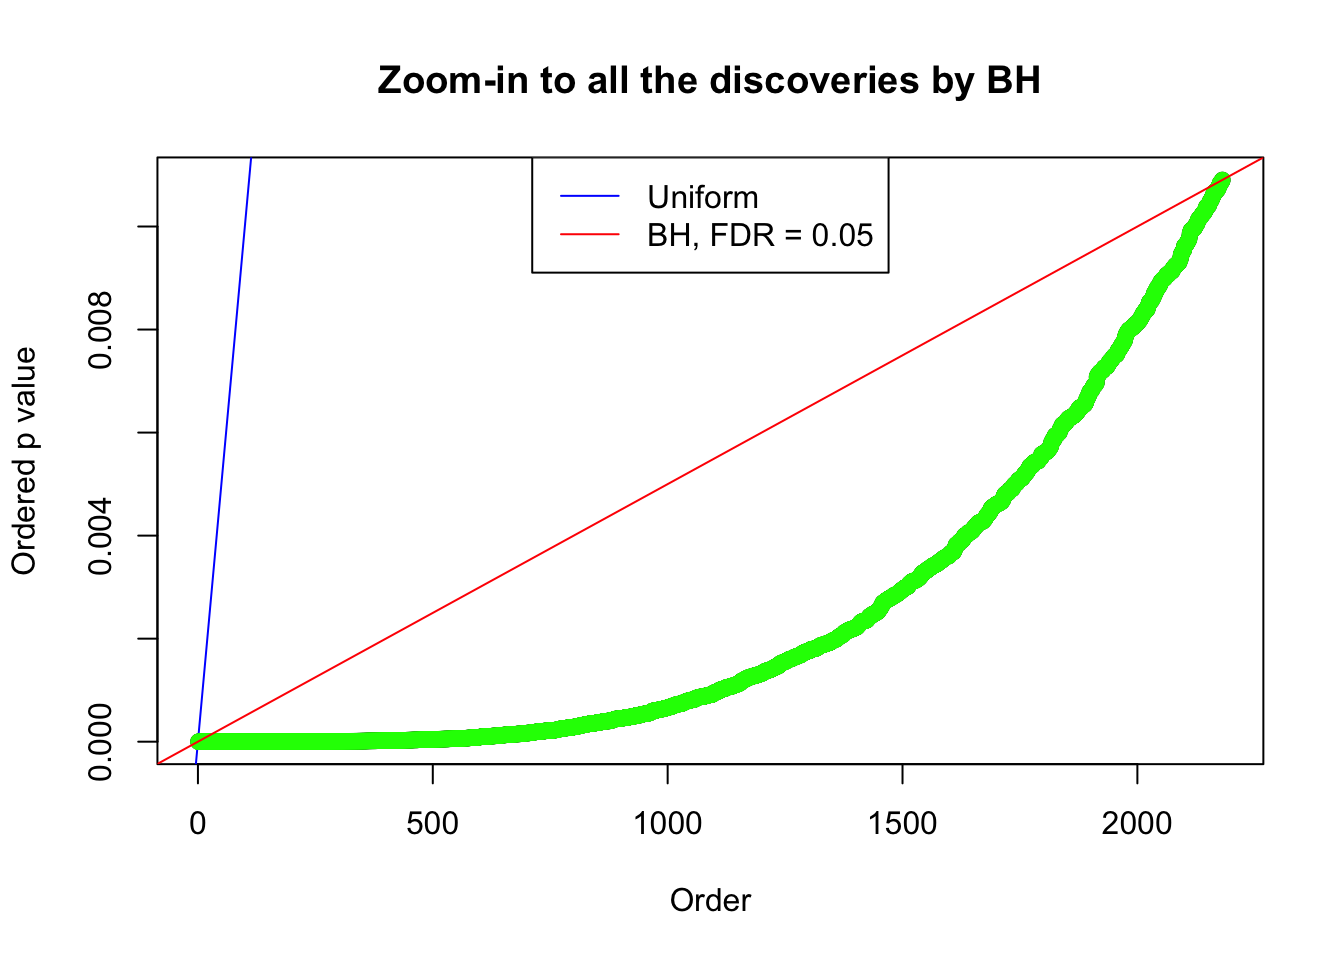 Zoom-in to all the discoveries by BH
Uniform
BH, FDR = 0.05
Ordered p value
0.008
0.004
0.000
0
500
1000
1500
2000
Order